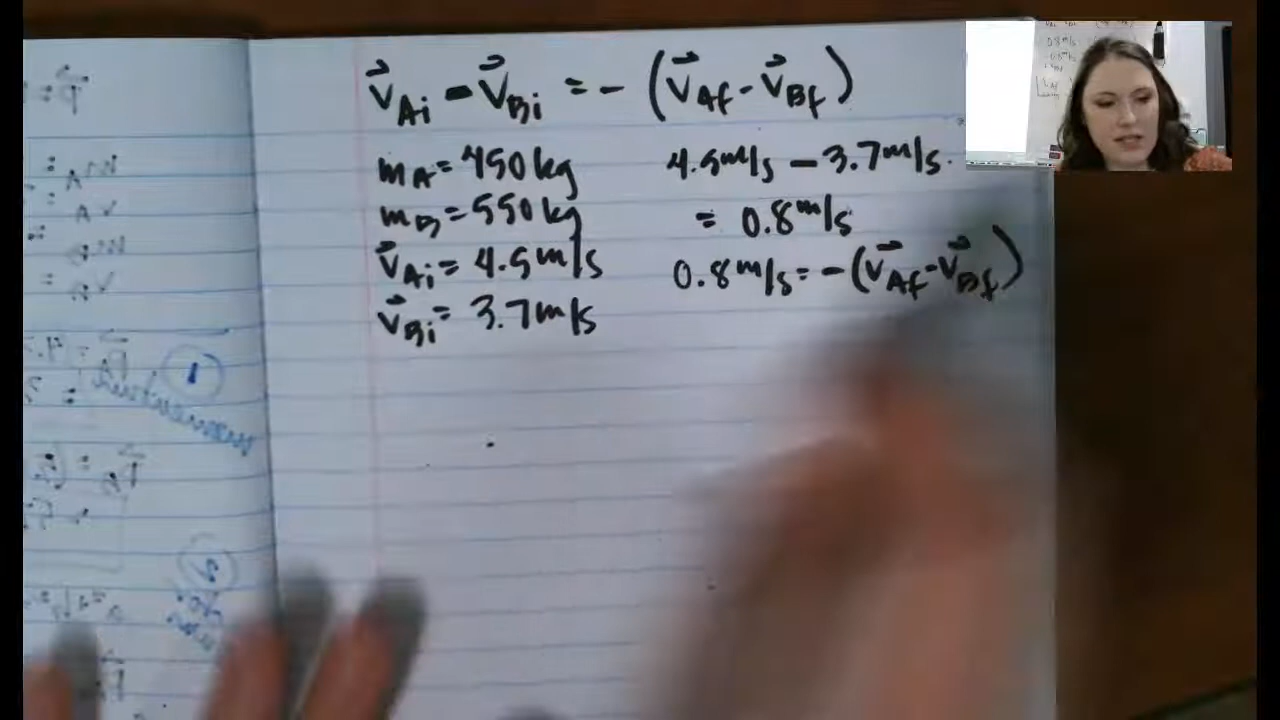 v⃗Ai - v⃗Bi = - (v⃗Af - v⃗Bf)
mA = 450 kg
mB = 550 kg
v⃗Ai = 4.5 m/s
v⃗Bi = 3.7 m/s
4.5 m/s - 3.7 m/s
= 0.8 m/s
0.8 m/s = - (v⃗Af - v⃗Bf)
1